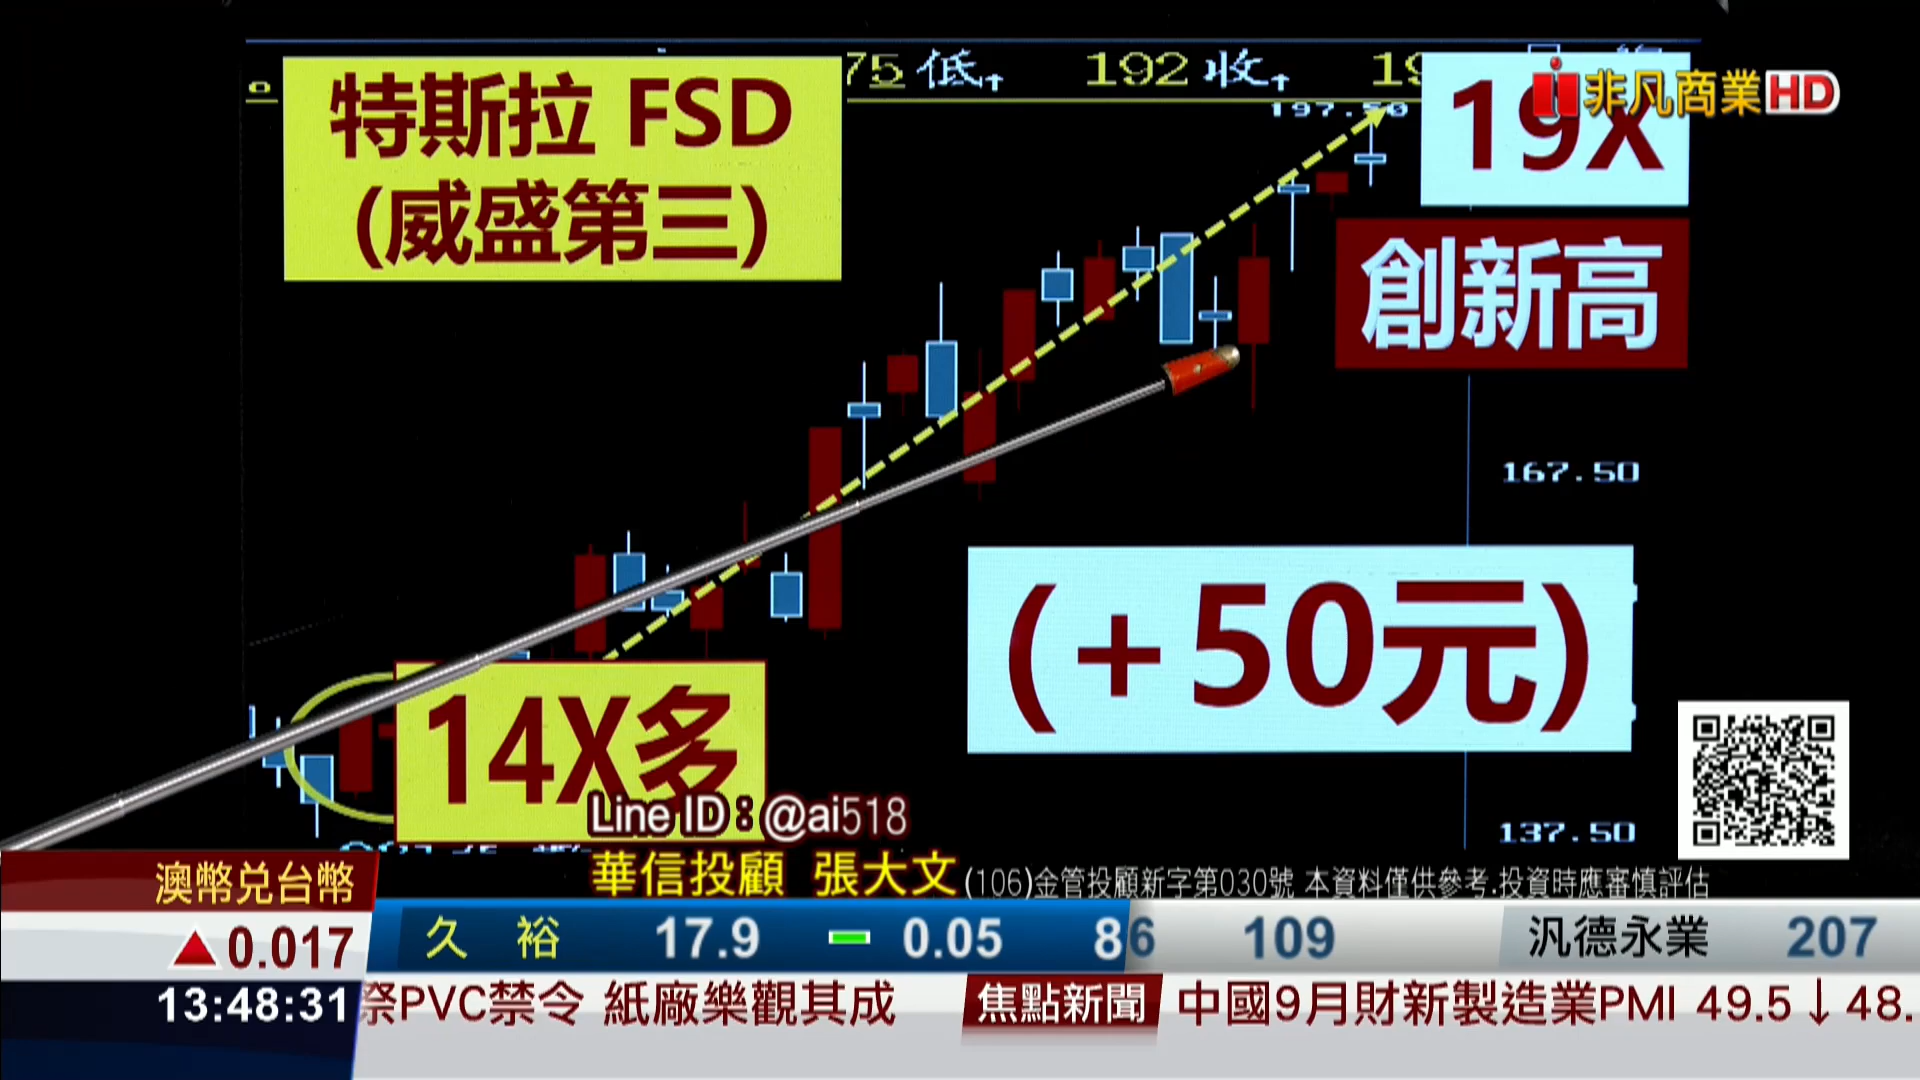 75 低↑ 192 收↑ 19
特斯拉 FSD
(威盛第三)
非凡商業HD
197.50
19X
創新高
167.50
(+50元)
14X多
137.50
Line ID：@ai518
華信投顧 張大文 (106)金管投顧新字第030號 本資料僅供參考.投資時應審慎評估
澳幣兌台幣
▲0.017
久裕 17.9 0.05 86 109 汎德永業 207
13:48:31
PVC禁令 紙廠樂觀其成 焦點新聞 中國9月財新製造業PMI 49.5↓48.